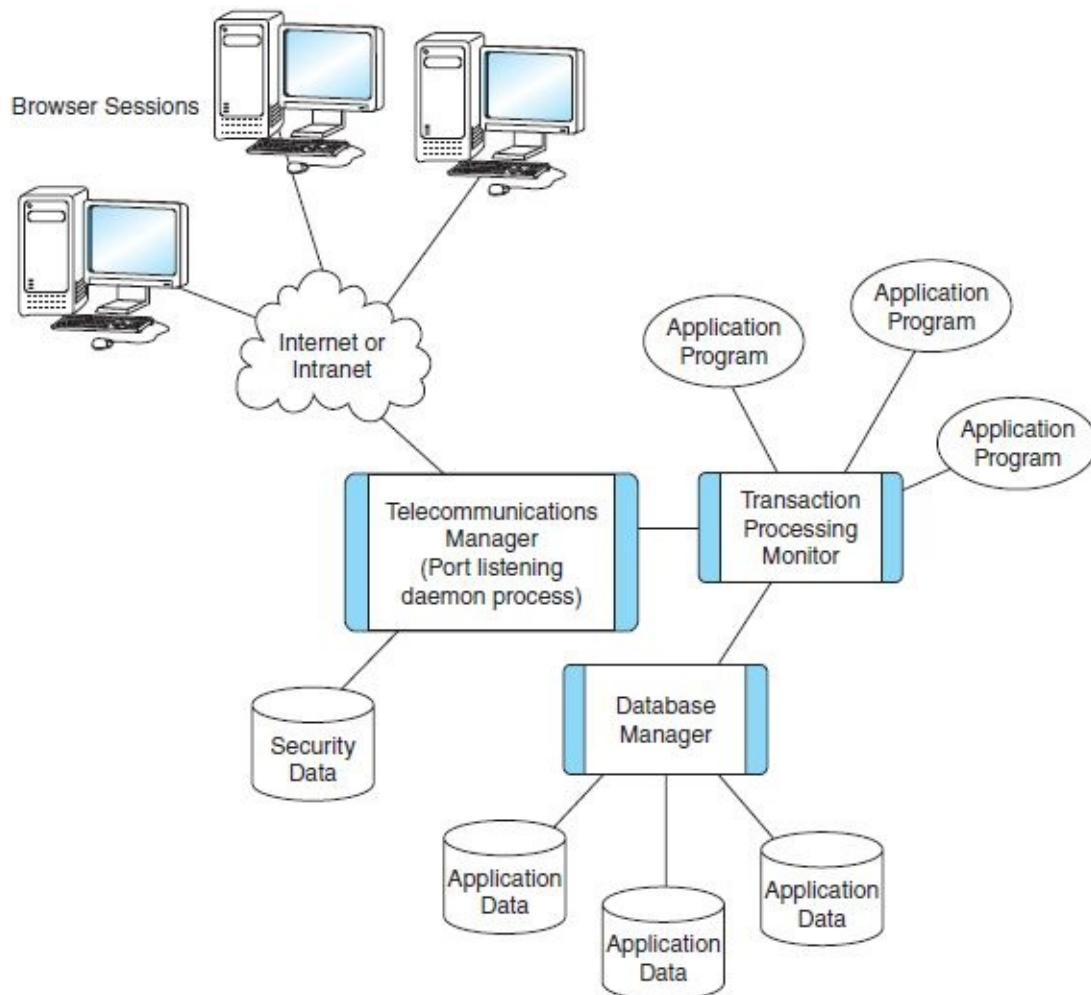 Browser Sessions
Internet or
Intranet
Application
Program
Application
Program
Application
Program
Telecommunications
Manager
(Port listening
daemon process)
Transaction
Processing
Monitor
Database
Manager
Security
Data
Application
Data
Application
Data
Application
Data